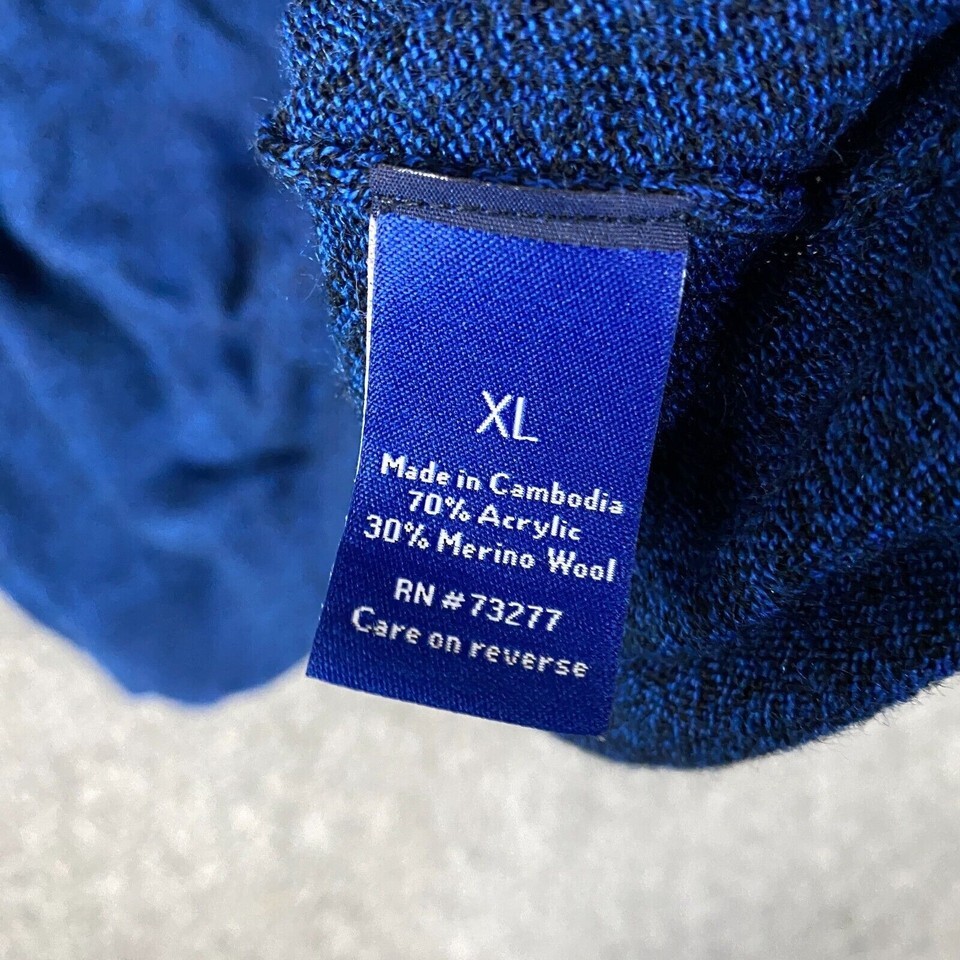 XL
Made in Cambodia
70% Acrylic
30% Merino Wool
RN # 73277
Care on reverse